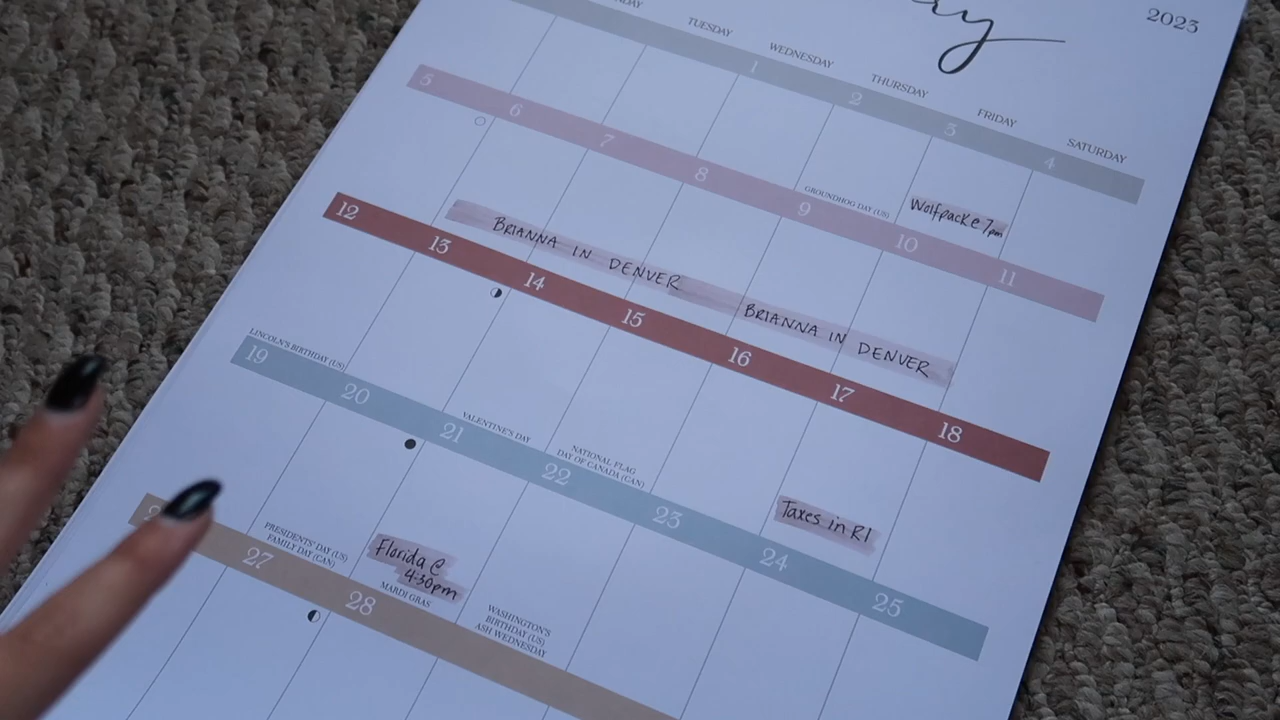 2023
TUESDAY
WEDNESDAY
THURSDAY
FRIDAY
SATURDAY
1
2
3
4
GROUNDHOG DAY (US)
Wolfpack @ 7pm
5
6
7
8
9
10
11
BRIANNA IN DENVER
BRIANNA IN DENVER
12
13
14
15
16
17
18
LINCOLN'S BIRTHDAY (US)
VALENTINE'S DAY
NATIONAL FLAG
DAY OF CANADA (CAN)
Taxes in RI
19
20
21
22
23
24
25
PRESIDENTS' DAY (US)
FAMILY DAY (CAN)
Florida @
4:30pm
MARDI GRAS
WASHINGTON'S
BIRTHDAY (US)
ASH WEDNESDAY
27
28